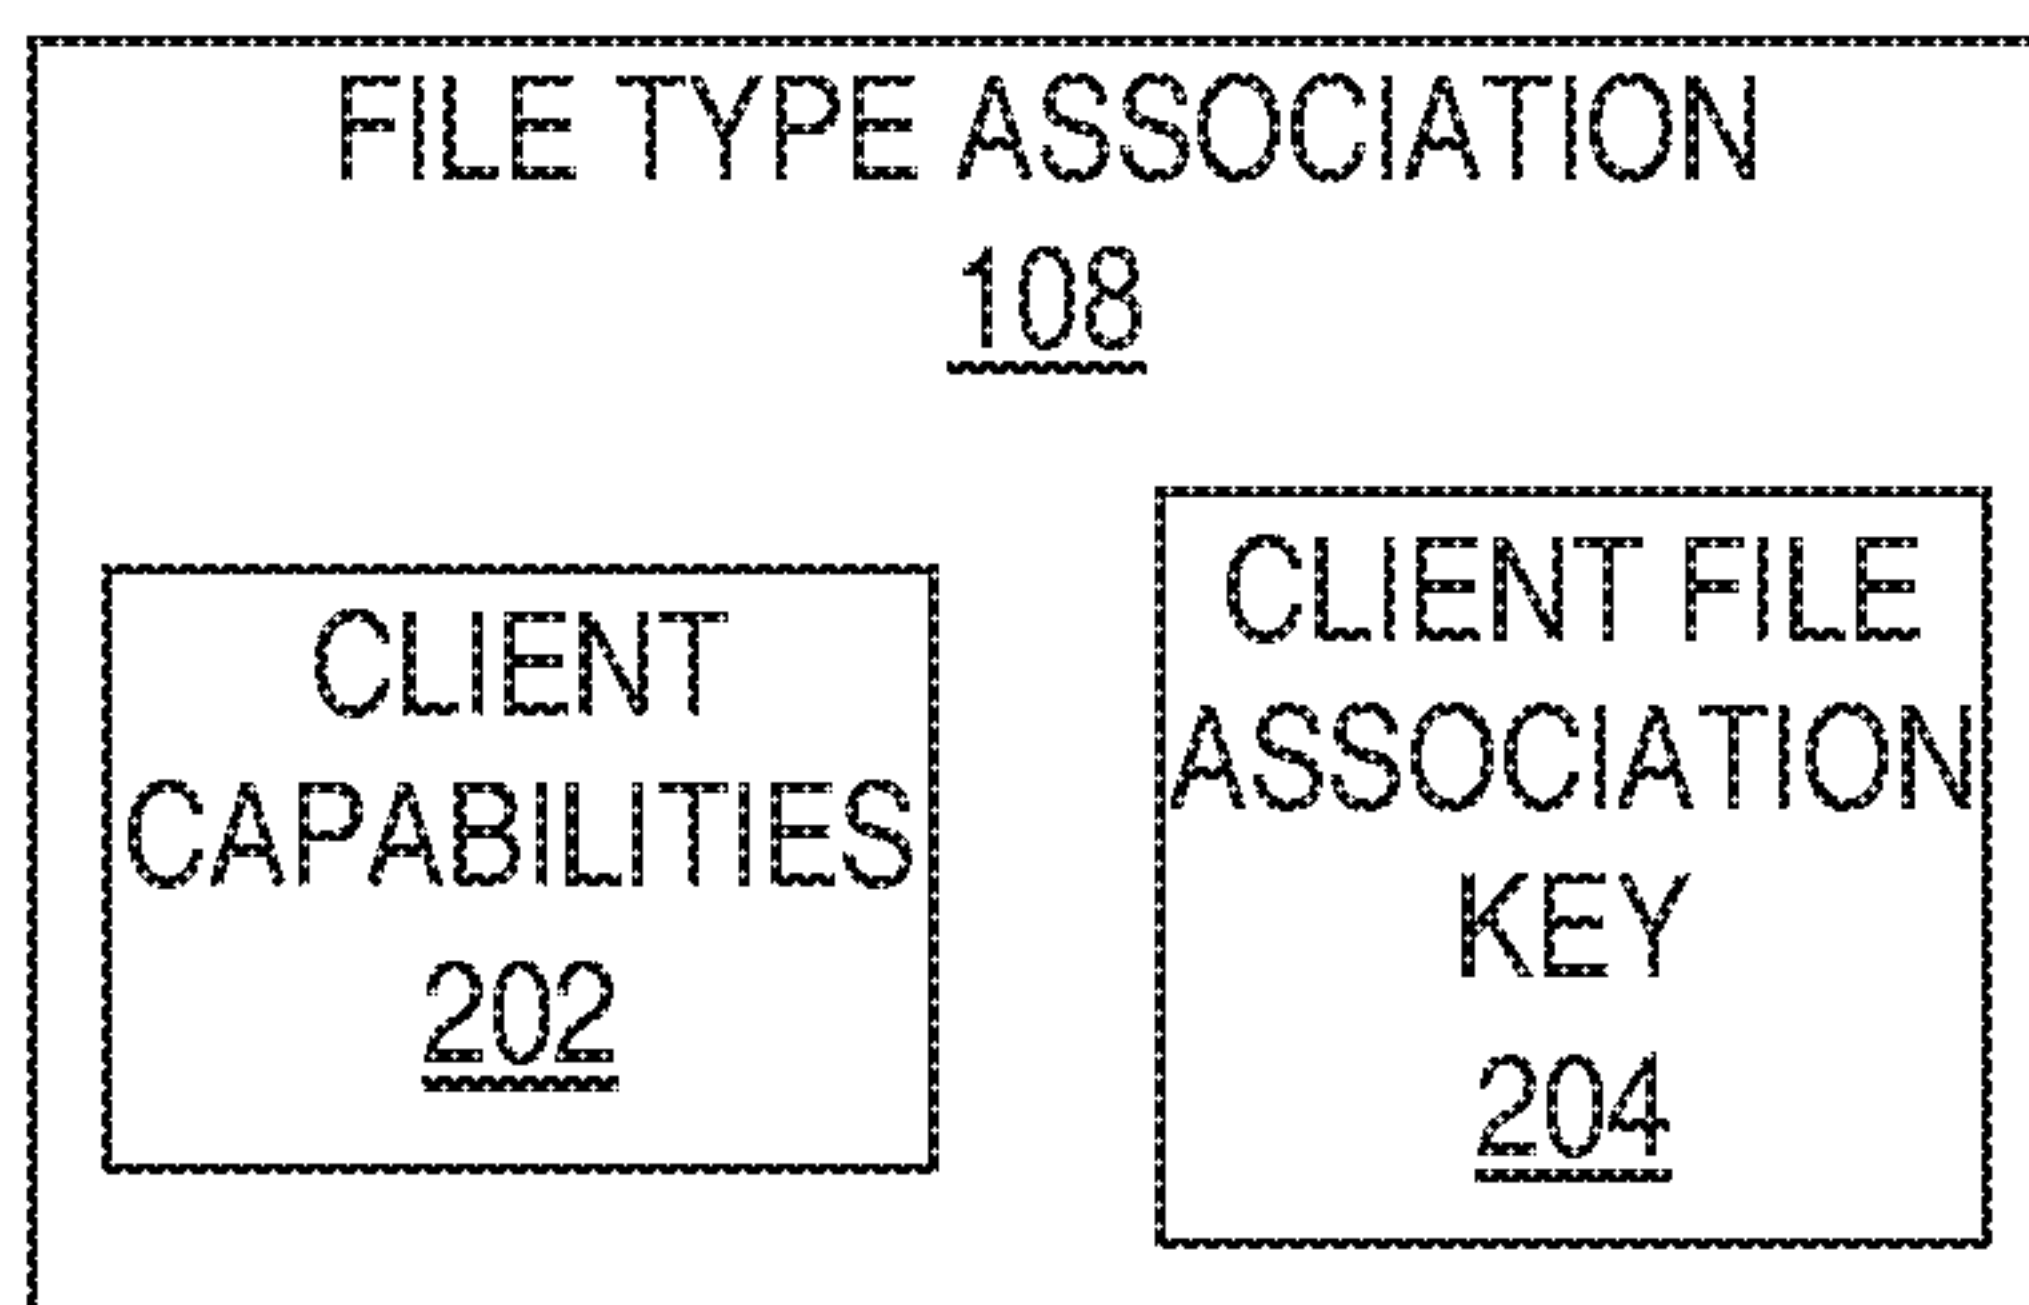 FILE TYPE ASSOCIATION
108
CLIENT
CAPABILITIES
202
CLIENT FILE
ASSOCIATION
KEY
204